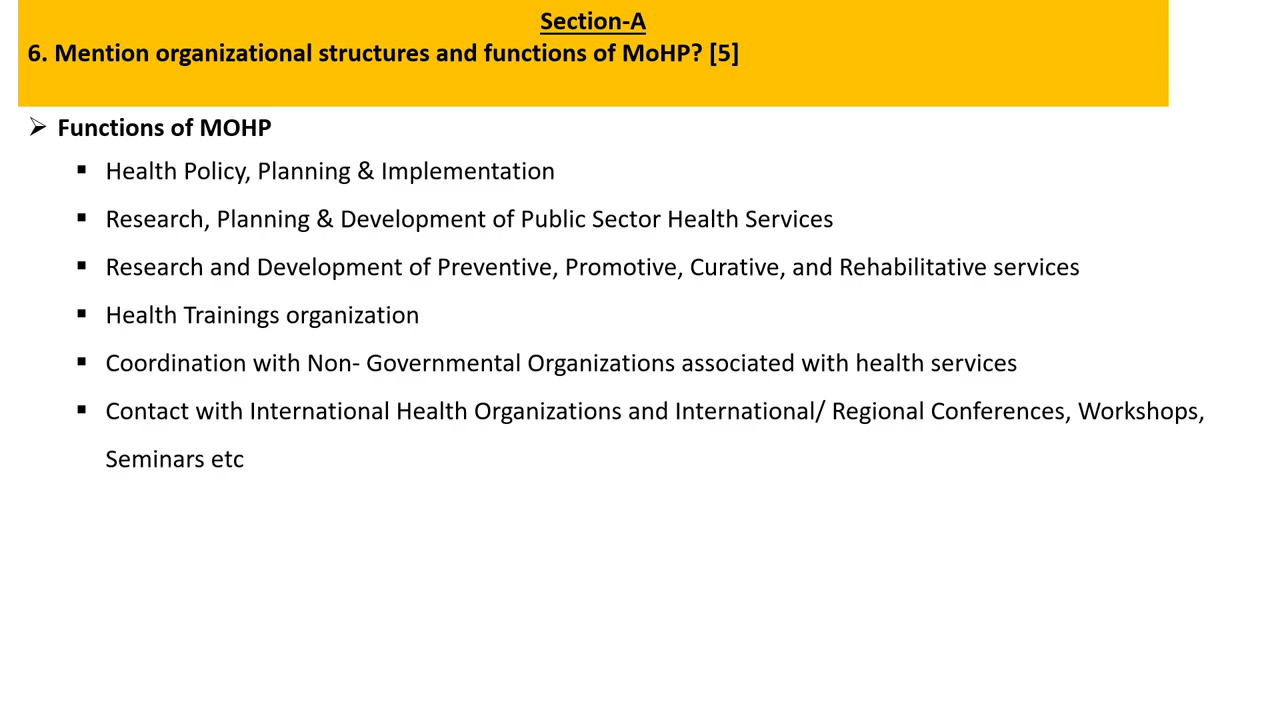 Section-A
6. Mention organizational structures and functions of MoHP? [5]
➢ Functions of MOHP
▪ Health Policy, Planning & Implementation
▪ Research, Planning & Development of Public Sector Health Services
▪ Research and Development of Preventive, Promotive, Curative, and Rehabilitative services
▪ Health Trainings organization
▪ Coordination with Non- Governmental Organizations associated with health services
▪ Contact with International Health Organizations and International/ Regional Conferences, Workshops,
Seminars etc